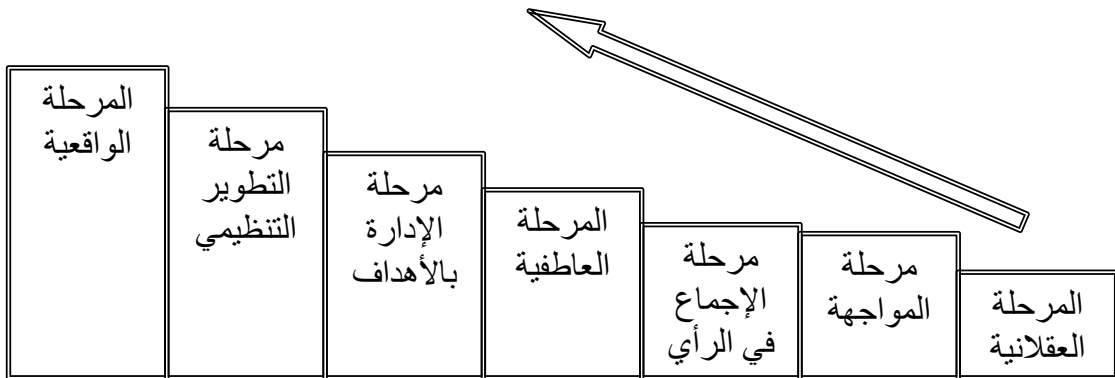 المرحلة
العقلانية
مرحلة
المواجهة
مرحلة
الإجماع
في الرأي
المرحلة
العاطفية
مرحلة
الإدارة
بالأهداف
مرحلة
التطوير
التنظيمي
المرحلة
الواقعية